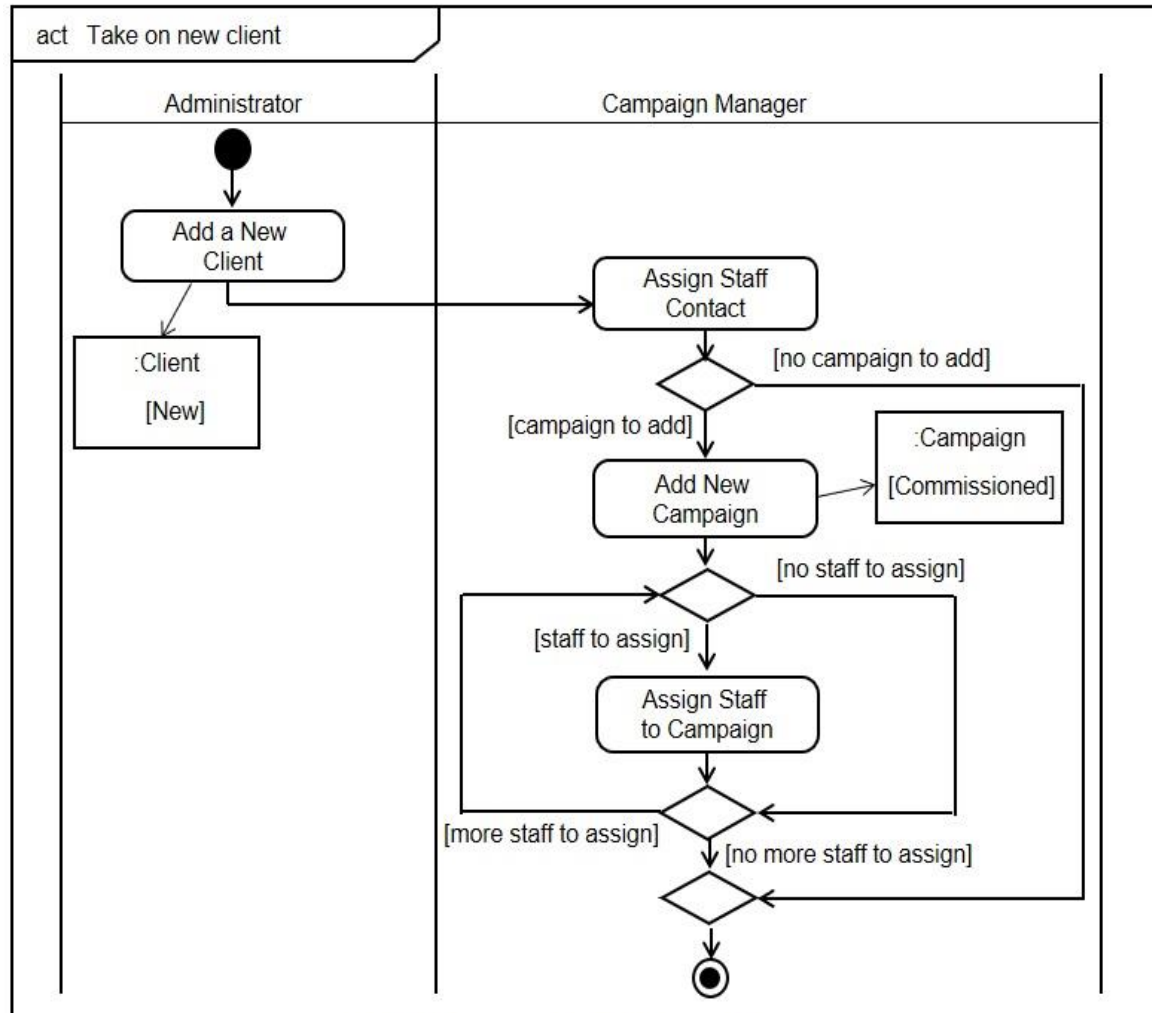 act Take on new client
Administrator
Campaign Manager
Add a New
Client
:Client
[New]
Assign Staff
Contact
[no campaign to add]
[campaign to add]
:Campaign
[Commissioned]
Add New
Campaign
[no staff to assign]
[staff to assign]
Assign Staff
to Campaign
[more staff to assign]
[no more staff to assign]